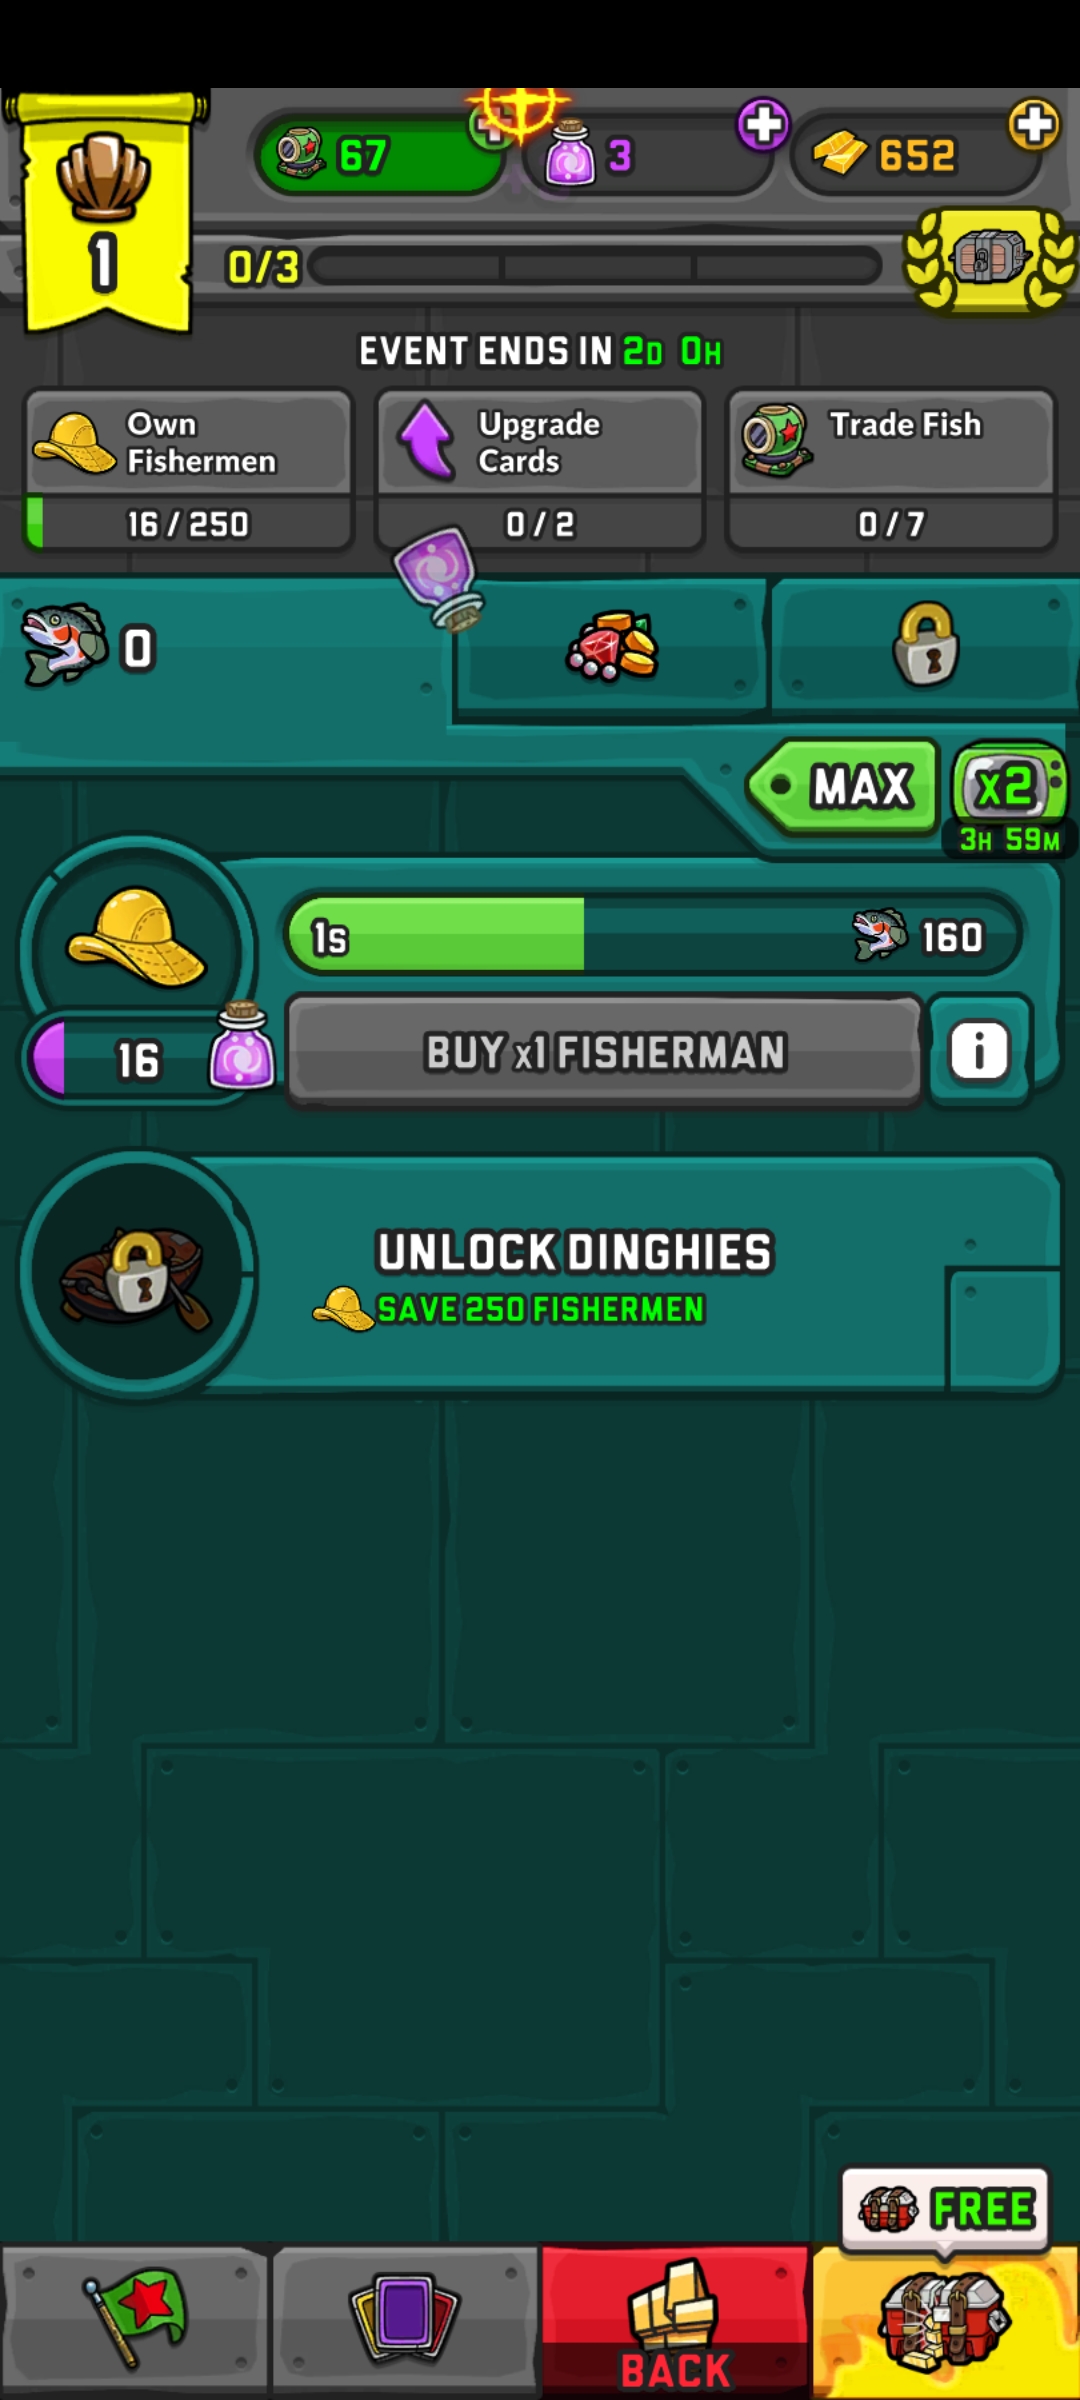 67
3
652
1
0/3
EVENT ENDS IN 2D 0H
Own
Fishermen
16 / 250
Upgrade
Cards
0 / 2
Trade Fish
0 / 7
0
MAX
x2
3H 59M
1s
160
16
BUY x1 FISHERMAN
i
UNLOCK DINGHIES
SAVE 250 FISHERMEN
FREE
BACK